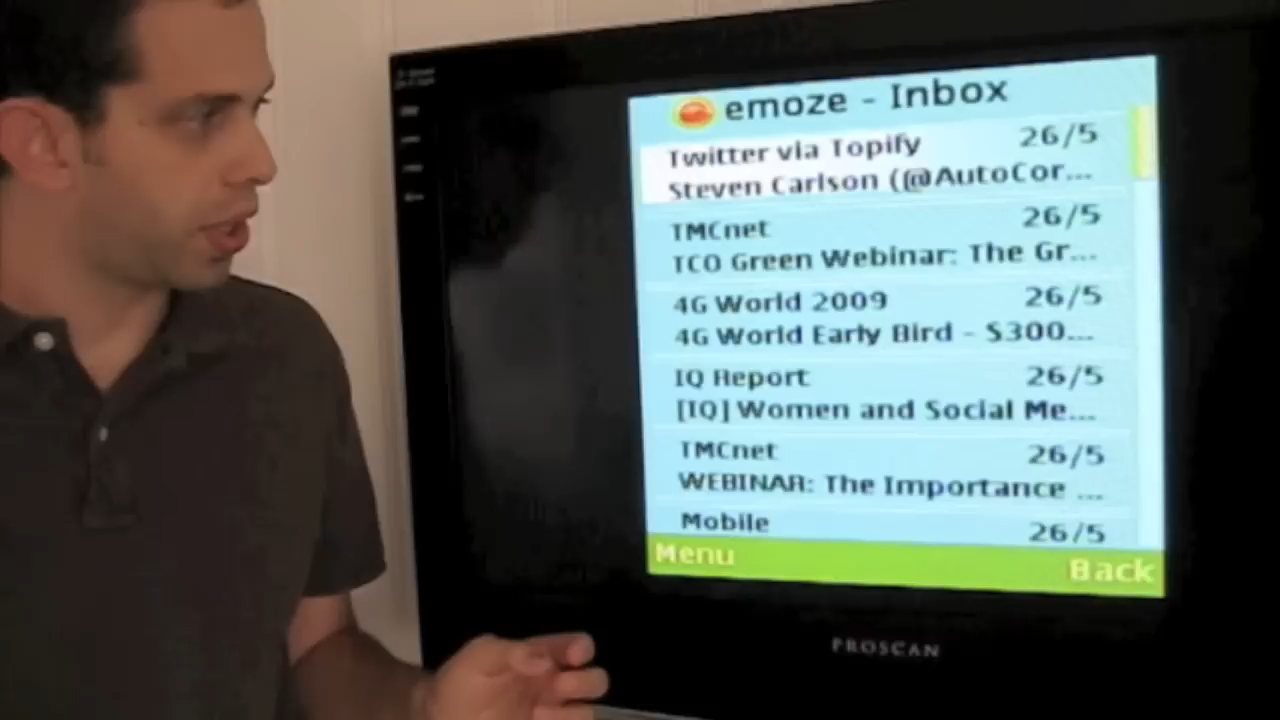 emoze - Inbox
Twitter via Topify 26/5
Steven Carlson (@AutoCor...
TMCnet 26/5
TCO Green Webinar: The Gr...
4G World 2009 26/5
4G World Early Bird - $300...
IQ Report 26/5
[IQ] Women and Social Me...
TMCnet 26/5
WEBINAR: The Importance ...
Mobile 26/5
Menu Back
PROSCAN